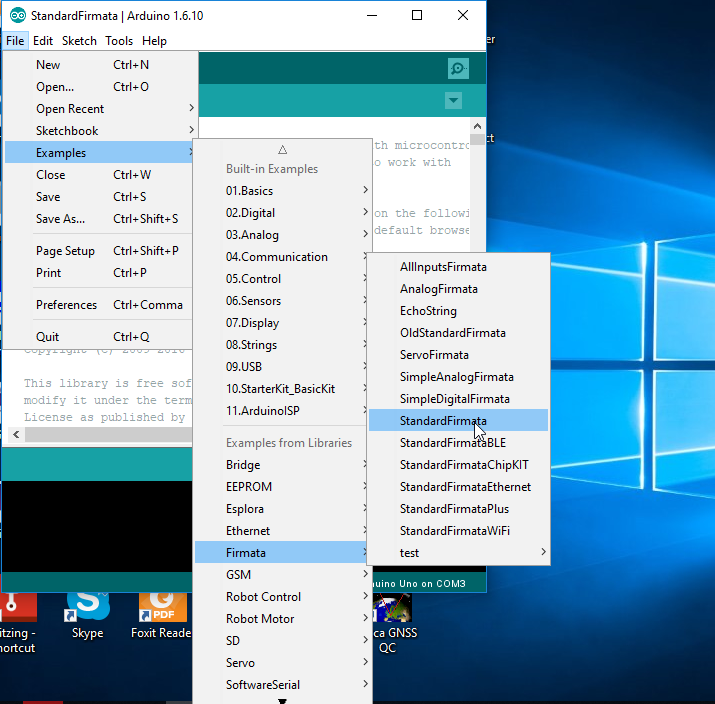 StandardFirmata | Arduino 1.6.10
File Edit Sketch Tools Help
New Ctrl+N
Open... Ctrl+O
Open Recent
Sketchbook
Examples
Close Ctrl+W
Save Ctrl+S
Save As... Ctrl+Shift+S
Page Setup Ctrl+Shift+P
Print Ctrl+P
Preferences Ctrl+Comma
Quit Ctrl+Q
Built-in Examples
01.Basics
02.Digital
03.Analog
04.Communication
05.Control
06.Sensors
07.Display
08.Strings
09.USB
10.StarterKit_BasicKit
11.ArduinoISP
Examples from Libraries
Bridge
EEPROM
Esplora
Ethernet
Firmata
GSM
Robot Control
Robot Motor
SD
Servo
SoftwareSerial
AllInputsFirmata
AnalogFirmata
EchoString
OldStandardFirmata
ServoFirmata
SimpleAnalogFirmata
SimpleDigitalFirmata
StandardFirmata
StandardFirmataBLE
StandardFirmataChipKIT
StandardFirmataEthernet
StandardFirmataPlus
StandardFirmataWiFi
test
th microcontro
o work with
on the followi
default browse
This library is free sof
modify it under the term
License as published by
uino Uno on COM3
itzing -
ortcut
Skype
PDF
Foxit Reade
ca GNSS
QC